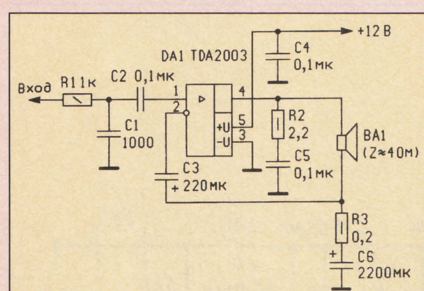 DA1 TDA2003
+12 В
C4
0,1мк
Вход
R1 1к
C2 0,1мк
1
2
4
5
3
+U
-U
C1
1000
C3
+ 220мк
R2
2,2
C5
0,1мк
BA1
(Z≈4Ом)
R3
0,2
+
C6
2200мк